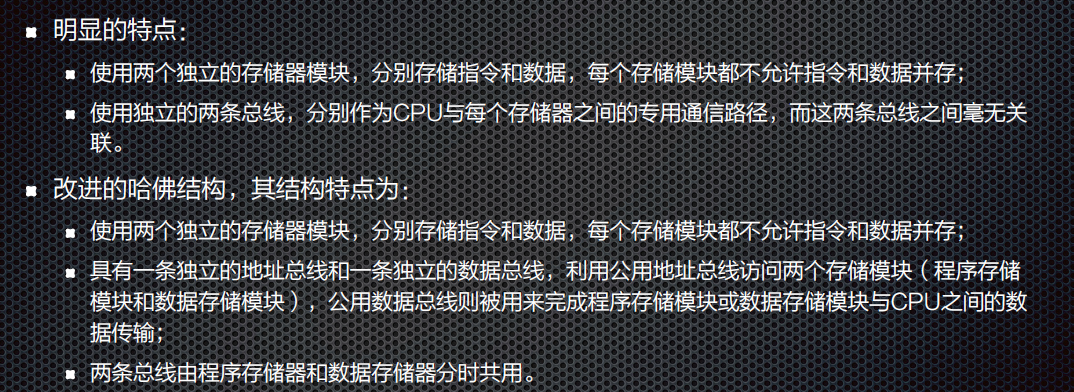 明显的特点：
使用两个独立的存储器模块，分别存储指令和数据，每个存储模块都不允许指令和数据并存；
使用独立的两条总线，分别作为CPU与每个存储器之间的专用通信路径，而这两条总线之间毫无关
联。
改进的哈佛结构，其结构特点为：
使用两个独立的存储器模块，分别存储指令和数据，每个存储模块都不允许指令和数据并存；
具有一条独立的地址总线和一条独立的数据总线，利用公用地址总线访问两个存储模块（程序存储
模块和数据存储模块），公用数据总线则被用来完成程序存储模块或数据存储模块与CPU之间的数
据传输；
两条总线由程序存储器和数据存储器分时共用。